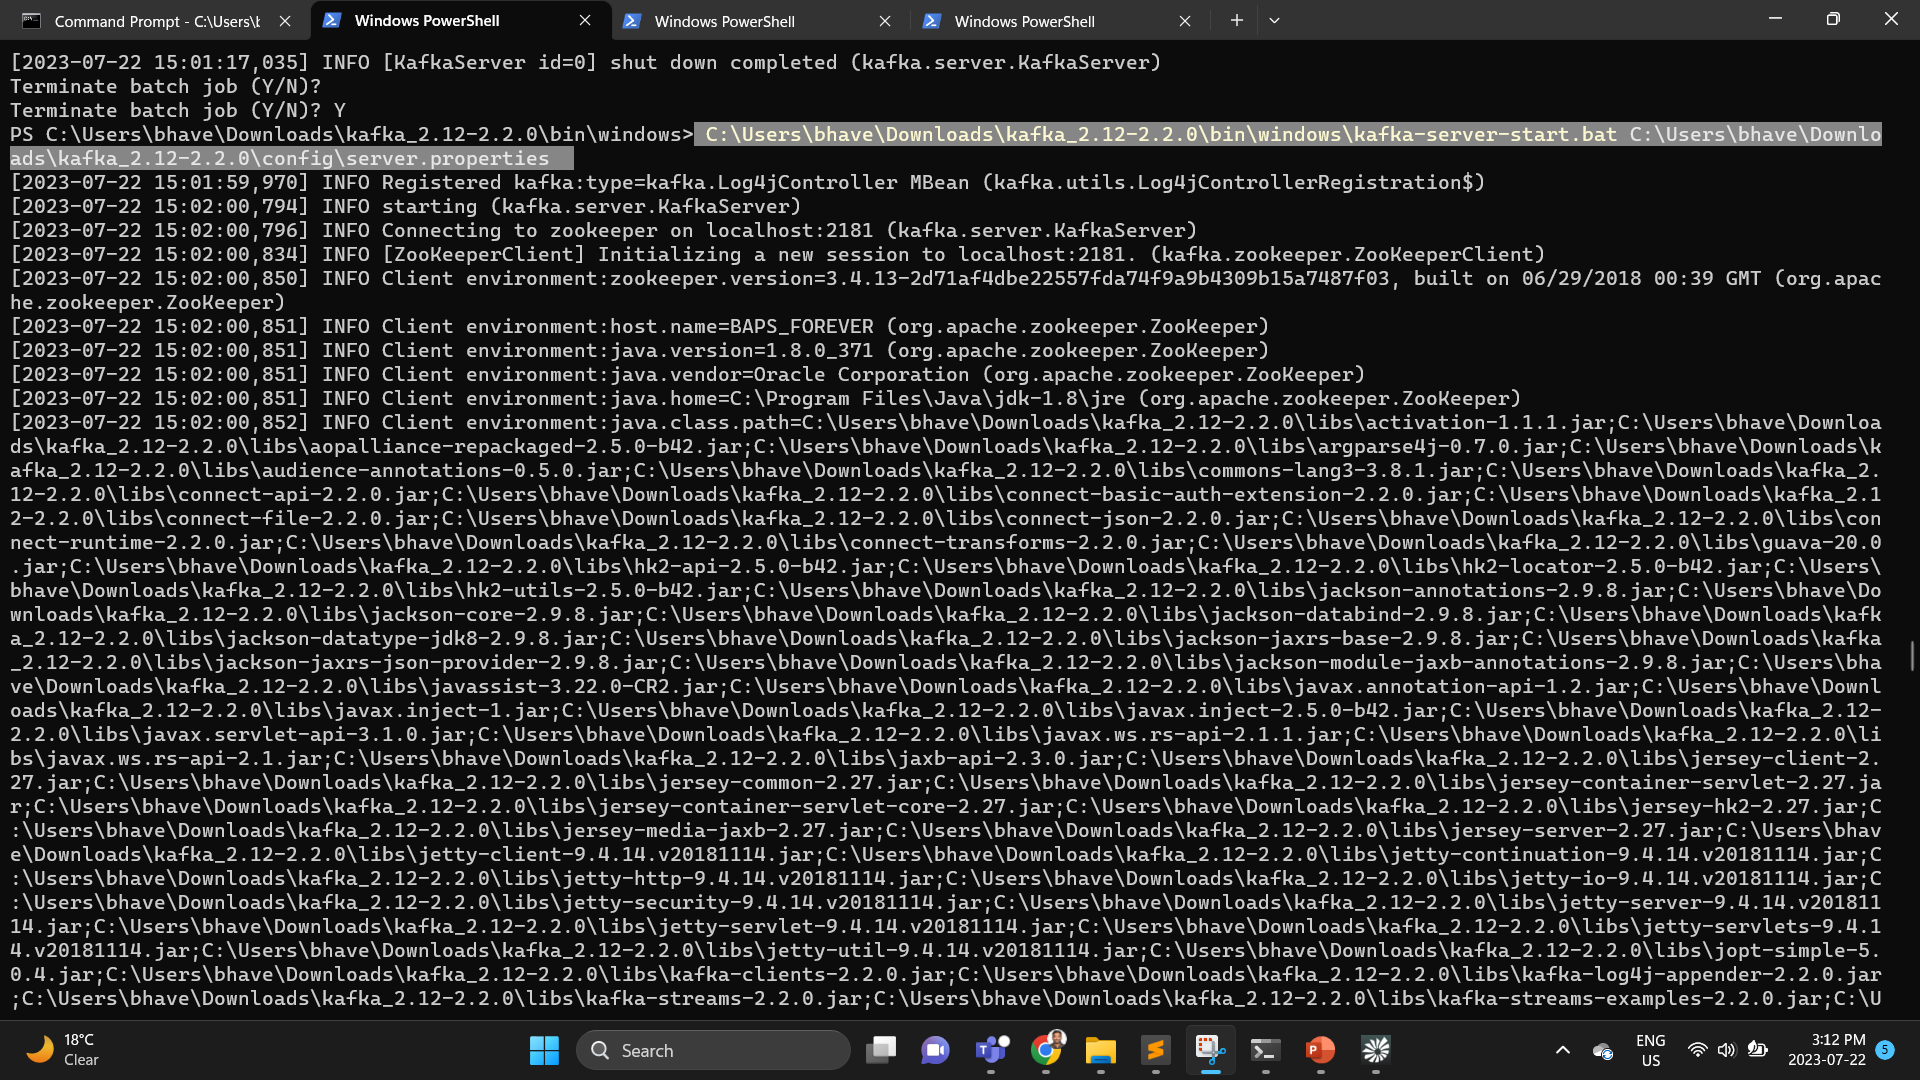 Command Prompt - C:\Users\b
Windows PowerShell
Windows PowerShell
Windows PowerShell
[2023-07-22 15:01:17,035] INFO [KafkaServer id=0] shut down completed (kafka.server.KafkaServer)
Terminate batch job (Y/N)?
Terminate batch job (Y/N)? Y
PS C:\Users\bhave\Downloads\kafka_2.12-2.2.0\bin\windows> C:\Users\bhave\Downloads\kafka_2.12-2.2.0\bin\windows\kafka-server-start.bat C:\Users\bhave\Downlo
ads\kafka_2.12-2.2.0\config\server.properties
[2023-07-22 15:01:59,970] INFO Registered kafka:type=kafka.Log4jController MBean (kafka.utils.Log4jControllerRegistration$)
[2023-07-22 15:02:00,794] INFO starting (kafka.server.KafkaServer)
[2023-07-22 15:02:00,796] INFO Connecting to zookeeper on localhost:2181 (kafka.server.KafkaServer)
[2023-07-22 15:02:00,834] INFO [ZooKeeperClient] Initializing a new session to localhost:2181. (kafka.zookeeper.ZooKeeperClient)
[2023-07-22 15:02:00,850] INFO Client environment:zookeeper.version=3.4.13-2d71af4dbe22557fda74f9a9b4309b15a7487f03, built on 06/29/2018 00:39 GMT (org.apac
he.zookeeper.ZooKeeper)
[2023-07-22 15:02:00,851] INFO Client environment:host.name=BAPS_FOREVER (org.apache.zookeeper.ZooKeeper)
[2023-07-22 15:02:00,851] INFO Client environment:java.version=1.8.0_371 (org.apache.zookeeper.ZooKeeper)
[2023-07-22 15:02:00,851] INFO Client environment:java.vendor=Oracle Corporation (org.apache.zookeeper.ZooKeeper)
[2023-07-22 15:02:00,851] INFO Client environment:java.home=C:\Program Files\Java\jdk-1.8\jre (org.apache.zookeeper.ZooKeeper)
[2023-07-22 15:02:00,852] INFO Client environment:java.class.path=C:\Users\bhave\Downloads\kafka_2.12-2.2.0\libs\activation-1.1.1.jar;C:\Users\bhave\Downloa
ds\kafka_2.12-2.2.0\libs\aopalliance-repackaged-2.5.0-b42.jar;C:\Users\bhave\Downloads\kafka_2.12-2.2.0\libs\argparse4j-0.7.0.jar;C:\Users\bhave\Downloads\k
afka_2.12-2.2.0\libs\audience-annotations-0.5.0.jar;C:\Users\bhave\Downloads\kafka_2.12-2.2.0\libs\commons-lang3-3.8.1.jar;C:\Users\bhave\Downloads\kafka_2.
12-2.2.0\libs\connect-api-2.2.0.jar;C:\Users\bhave\Downloads\kafka_2.12-2.2.0\libs\connect-basic-auth-extension-2.2.0.jar;C:\Users\bhave\Downloads\kafka_2.1
2-2.2.0\libs\connect-file-2.2.0.jar;C:\Users\bhave\Downloads\kafka_2.12-2.2.0\libs\connect-json-2.2.0.jar;C:\Users\bhave\Downloads\kafka_2.12-2.2.0\libs\con
nect-runtime-2.2.0.jar;C:\Users\bhave\Downloads\kafka_2.12-2.2.0\libs\connect-transforms-2.2.0.jar;C:\Users\bhave\Downloads\kafka_2.12-2.2.0\libs\guava-20.0
.jar;C:\Users\bhave\Downloads\kafka_2.12-2.2.0\libs\hk2-api-2.5.0-b42.jar;C:\Users\bhave\Downloads\kafka_2.12-2.2.0\libs\hk2-locator-2.5.0-b42.jar;C:\Users\
bhave\Downloads\kafka_2.12-2.2.0\libs\hk2-utils-2.5.0-b42.jar;C:\Users\bhave\Downloads\kafka_2.12-2.2.0\libs\jackson-annotations-2.9.8.jar;C:\Users\bhave\Do
wnloads\kafka_2.12-2.2.0\libs\jackson-core-2.9.8.jar;C:\Users\bhave\Downloads\kafka_2.12-2.2.0\libs\jackson-databind-2.9.8.jar;C:\Users\bhave\Downloads\kafk
a_2.12-2.2.0\libs\jackson-datatype-jdk8-2.9.8.jar;C:\Users\bhave\Downloads\kafka_2.12-2.2.0\libs\jackson-jaxrs-base-2.9.8.jar;C:\Users\bhave\Downloads\kafka
_2.12-2.2.0\libs\jackson-jaxrs-json-provider-2.9.8.jar;C:\Users\bhave\Downloads\kafka_2.12-2.2.0\libs\jackson-module-jaxb-annotations-2.9.8.jar;C:\Users\bha
ve\Downloads\kafka_2.12-2.2.0\libs\javassist-3.22.0-CR2.jar;C:\Users\bhave\Downloads\kafka_2.12-2.2.0\libs\javax.annotation-api-1.2.jar;C:\Users\bhave\Downl
oads\kafka_2.12-2.2.0\libs\javax.inject-1.jar;C:\Users\bhave\Downloads\kafka_2.12-2.2.0\libs\javax.inject-2.5.0-b42.jar;C:\Users\bhave\Downloads\kafka_2.12-
2.2.0\libs\javax.servlet-api-3.1.0.jar;C:\Users\bhave\Downloads\kafka_2.12-2.2.0\libs\javax.ws.rs-api-2.1.1.jar;C:\Users\bhave\Downloads\kafka_2.12-2.2.0\li
bs\javax.ws.rs-api-2.1.jar;C:\Users\bhave\Downloads\kafka_2.12-2.2.0\libs\jaxb-api-2.3.0.jar;C:\Users\bhave\Downloads\kafka_2.12-2.2.0\libs\jersey-client-2.
27.jar;C:\Users\bhave\Downloads\kafka_2.12-2.2.0\libs\jersey-common-2.27.jar;C:\Users\bhave\Downloads\kafka_2.12-2.2.0\libs\jersey-container-servlet-2.27.ja
r;C:\Users\bhave\Downloads\kafka_2.12-2.2.0\libs\jersey-container-servlet-core-2.27.jar;C:\Users\bhave\Downloads\kafka_2.12-2.2.0\libs\jersey-hk2-2.27.jar;C
:\Users\bhave\Downloads\kafka_2.12-2.2.0\libs\jersey-media-jaxb-2.27.jar;C:\Users\bhave\Downloads\kafka_2.12-2.2.0\libs\jersey-server-2.27.jar;C:\Users\bhav
e\Downloads\kafka_2.12-2.2.0\libs\jetty-client-9.4.14.v20181114.jar;C:\Users\bhave\Downloads\kafka_2.12-2.2.0\libs\jetty-continuation-9.4.14.v20181114.jar;C
:\Users\bhave\Downloads\kafka_2.12-2.2.0\libs\jetty-http-9.4.14.v20181114.jar;C:\Users\bhave\Downloads\kafka_2.12-2.2.0\libs\jetty-io-9.4.14.v20181114.jar;C
:\Users\bhave\Downloads\kafka_2.12-2.2.0\libs\jetty-security-9.4.14.v20181114.jar;C:\Users\bhave\Downloads\kafka_2.12-2.2.0\libs\jetty-server-9.4.14.v201811
14.jar;C:\Users\bhave\Downloads\kafka_2.12-2.2.0\libs\jetty-servlet-9.4.14.v20181114.jar;C:\Users\bhave\Downloads\kafka_2.12-2.2.0\libs\jetty-servlets-9.4.1
4.v20181114.jar;C:\Users\bhave\Downloads\kafka_2.12-2.2.0\libs\jetty-util-9.4.14.v20181114.jar;C:\Users\bhave\Downloads\kafka_2.12-2.2.0\libs\jopt-simple-5.
0.4.jar;C:\Users\bhave\Downloads\kafka_2.12-2.2.0\libs\kafka-clients-2.2.0.jar;C:\Users\bhave\Downloads\kafka_2.12-2.2.0\libs\kafka-log4j-appender-2.2.0.jar
;C:\Users\bhave\Downloads\kafka_2.12-2.2.0\libs\kafka-streams-2.2.0.jar;C:\Users\bhave\Downloads\kafka_2.12-2.2.0\libs\kafka-streams-examples-2.2.0.jar;C:\U
18°C
Clear
Search
ENG
US
3:12 PM
2023-07-22
5